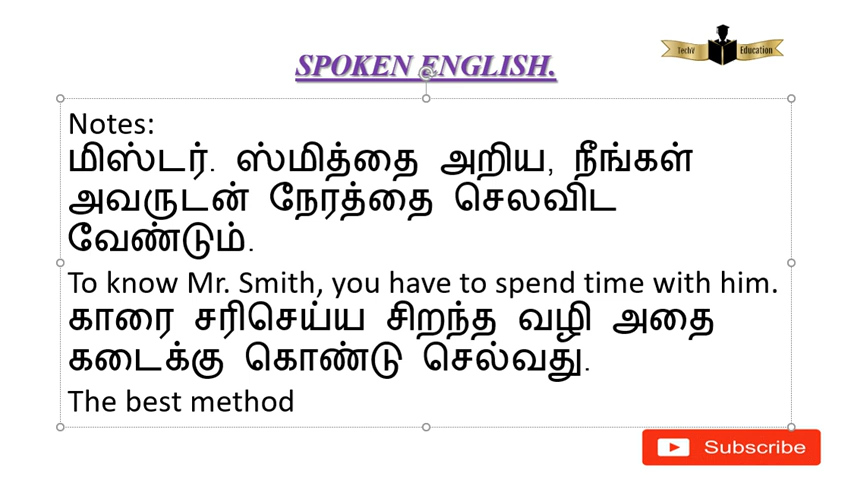 TechV Education
SPOKEN ENGLISH.
Notes:
மிஸ்டர். ஸ்மித்தை அறிய, நீங்கள்
அவருடன் நேரத்தை செலவிட
வேண்டும்.
To know Mr. Smith, you have to spend time with him.
காரை சரிசெய்ய சிறந்த வழி அதை
கடைக்கு கொண்டு செல்வது.
The best method
Subscribe